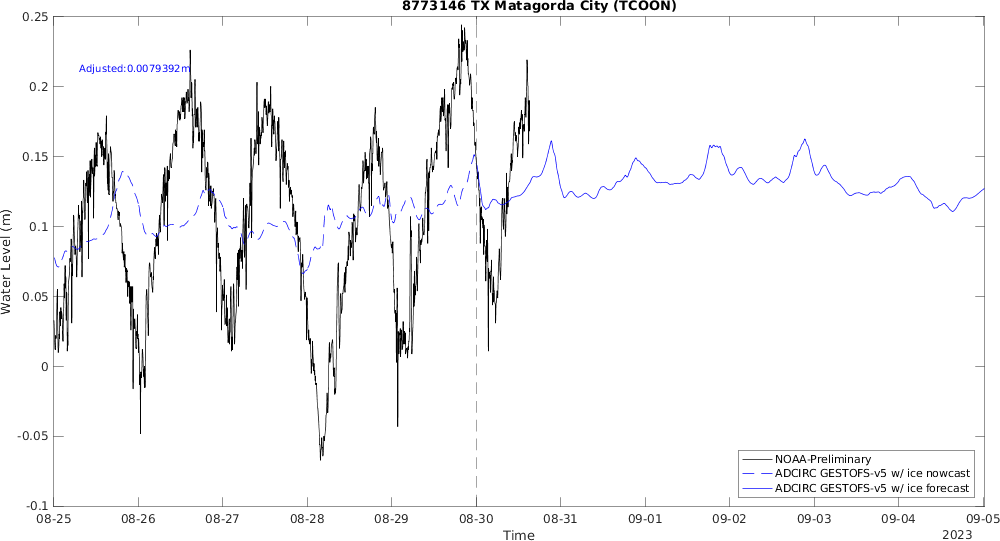 8773146 TX Matagorda City (TCOON)
Adjusted:0.0079392m
Water Level (m)
0.25
0.2
0.15
0.1
0.05
0
-0.05
-0.1
NOAA-Preliminary
ADCIRC GESTOFS-v5 w/ ice nowcast
ADCIRC GESTOFS-v5 w/ ice forecast
08-25 08-26 08-27 08-28 08-29 08-30 08-31 09-01 09-02 09-03 09-04 09-05
Time
2023